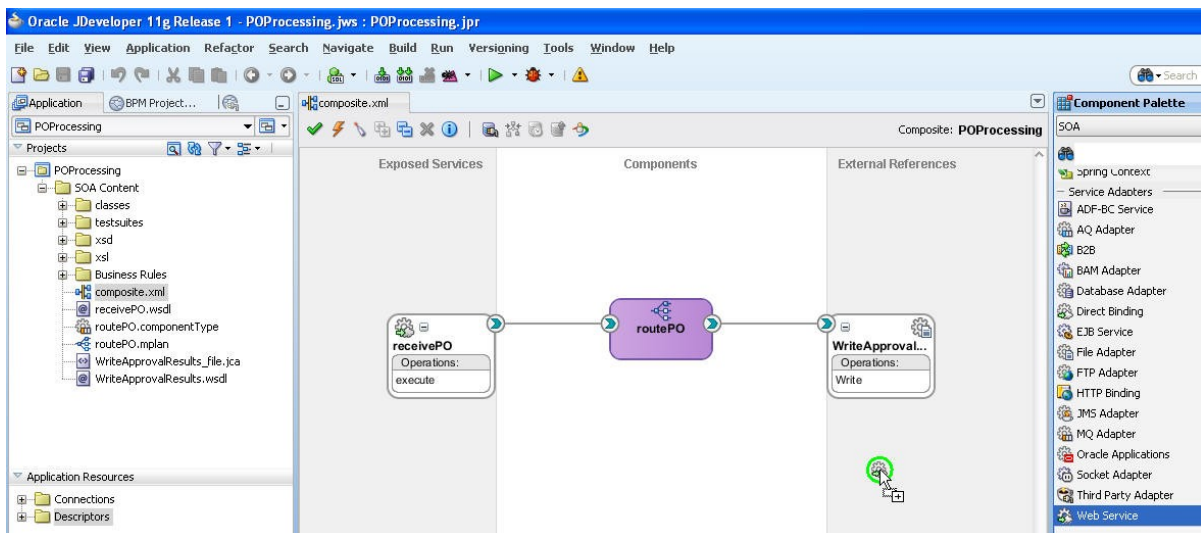 Oracle JDeveloper 11g Release 1 - POProcessing.jws : POProcessing.jpr
File Edit View Application Refactor Search Navigate Build Run Versioning Tools Window Help
Search
Application
BPM Project...
composite.xml
Component Palette
POProcessing
Composite: POProcessing
SOA
Projects
POProcessing
SOA Content
classes
testsuites
xsd
xsl
Business Rules
composite.xml
receivePO.wsdl
routePO.componentType
routePO.mplan
WriteApprovalResults_file.jca
WriteApprovalResults.wsdl
Application Resources
Connections
Descriptors
Exposed Services
Components
External References
receivePO
Operations:
execute
routePO
WriteApproval...
Operations:
Write
Spring Context
Service Adapters
ADF-BC Service
AQ Adapter
B2B
BAM Adapter
Database Adapter
Direct Binding
EJB Service
File Adapter
FTP Adapter
HTTP Binding
JMS Adapter
MQ Adapter
Oracle Applications
Socket Adapter
Third Party Adapter
Web Service